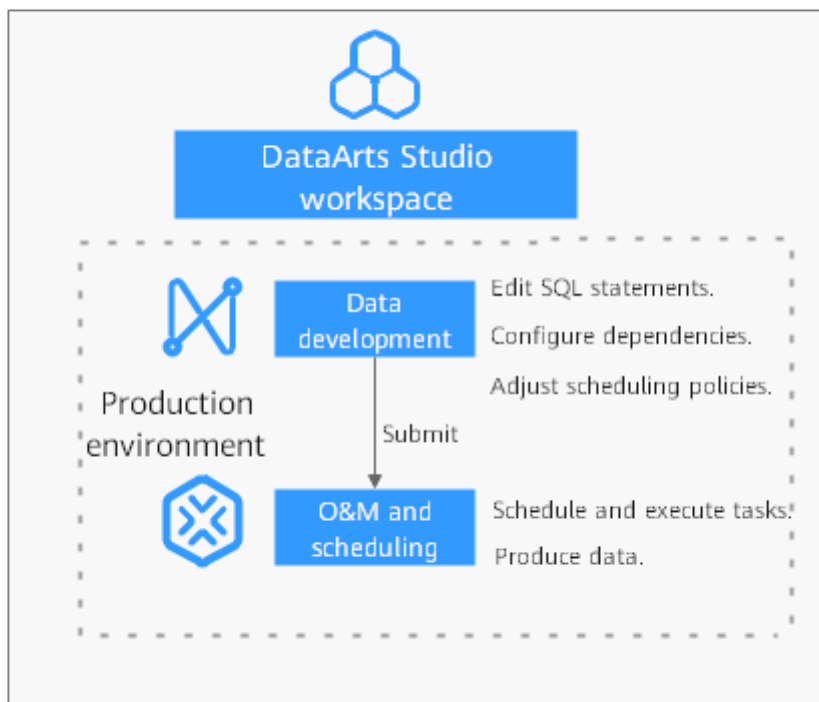 DataArts Studio
workspace
Data
development
Edit SQL statements.
Configure dependencies.
Adjust scheduling policies.
Production
environment
Submit
O&M and
scheduling
Schedule and execute tasks.
Produce data.